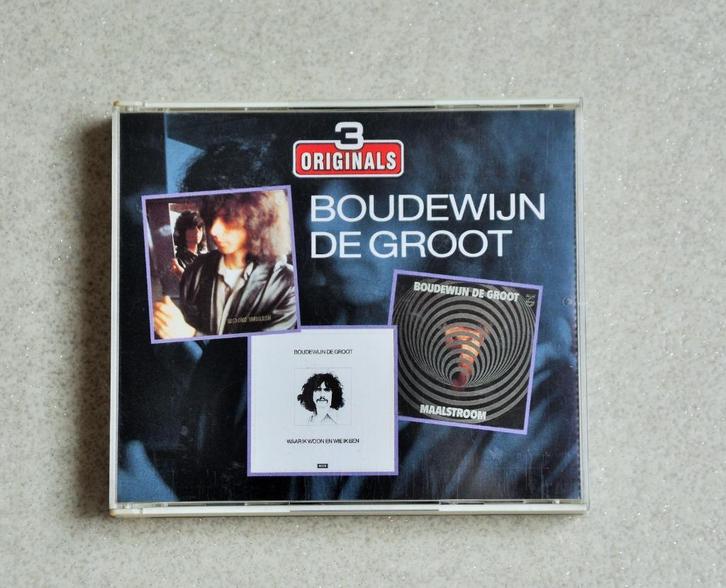 3
ORIGINALS
BOUDEWIJN
DE GROOT
BOUDEWIJN DE GROOT
MAALSTROOM
BOUDEWIJN DE GROOT
WAAR IK WOON EN WIE IK BEN